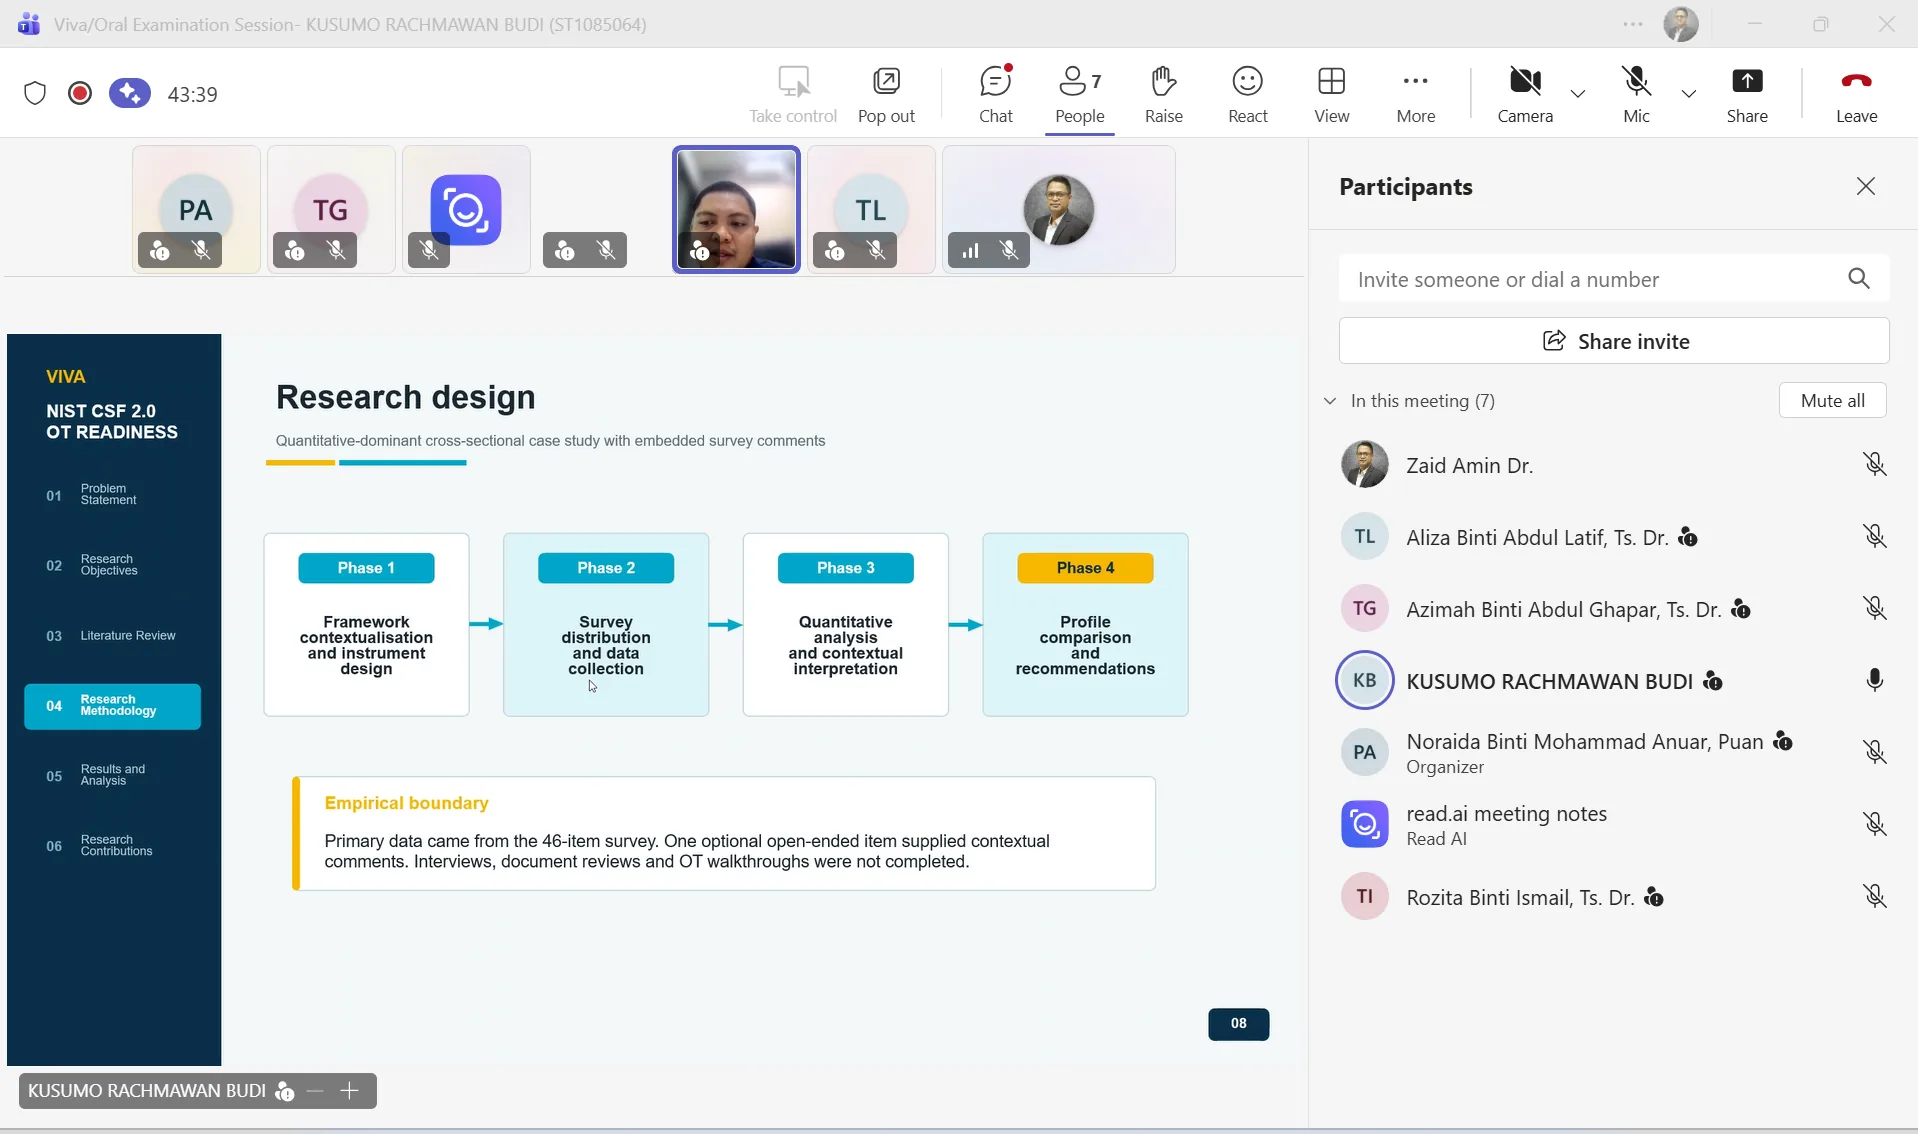 Viva/Oral Examination Session- KUSUMO RACHMAWAN BUDI (ST1085064)
43:39
Take control
Pop out
Chat
7
People
Raise
React
View
More
Camera
Mic
Share
Leave
PA
TG
TL
VIVA
NIST CSF 2.0
OT READINESS
01 Problem
Statement
02 Research
Objectives
03 Literature Review
04 Research
Methodology
05 Results and
Analysis
06 Research
Contributions
Research design
Quantitative-dominant cross-sectional case study with embedded survey comments
Phase 1
Framework
contextualisation
and instrument
design
Phase 2
Survey
distribution
and data
collection
Phase 3
Quantitative
analysis
and contextual
interpretation
Phase 4
Profile
comparison
and
recommendations
Empirical boundary
Primary data came from the 46-item survey. One optional open-ended item supplied contextual
comments. Interviews, document reviews and OT walkthroughs were not completed.
08
KUSUMO RACHMAWAN BUDI
Participants
Invite someone or dial a number
Share invite
In this meeting (7)
Mute all
Zaid Amin Dr.
TL Aliza Binti Abdul Latif, Ts. Dr.
TG Azimah Binti Abdul Ghapar, Ts. Dr.
KB KUSUMO RACHMAWAN BUDI
PA Noraida Binti Mohammad Anuar, Puan
Organizer
read.ai meeting notes
Read AI
TI Rozita Binti Ismail, Ts. Dr.